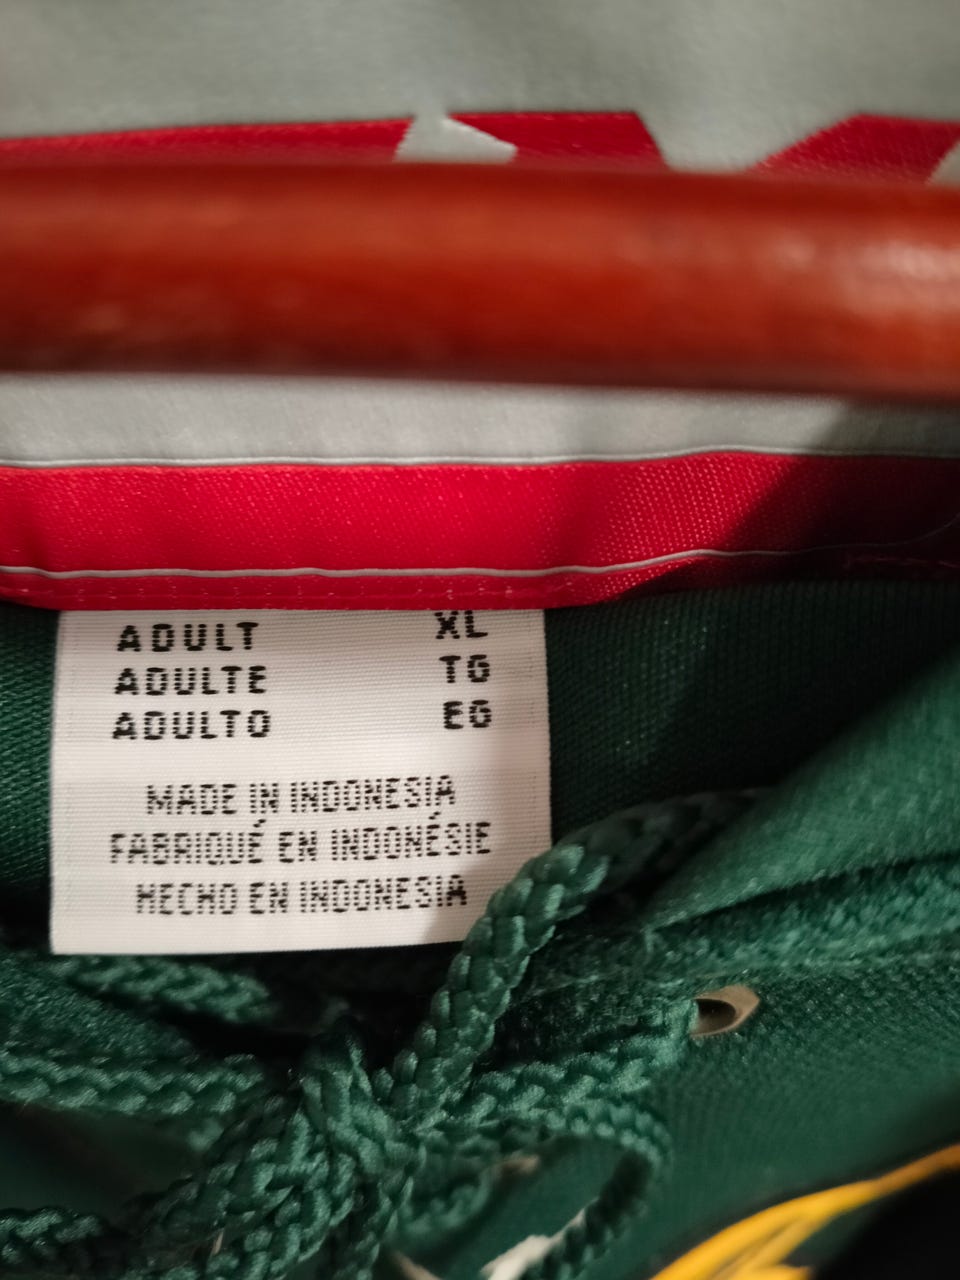 ADULT XL
ADULTE TG
ADULTO EG
MADE IN INDONESIA
FABRIQUÉ EN INDONÉSIE
HECHO EN INDONESIA